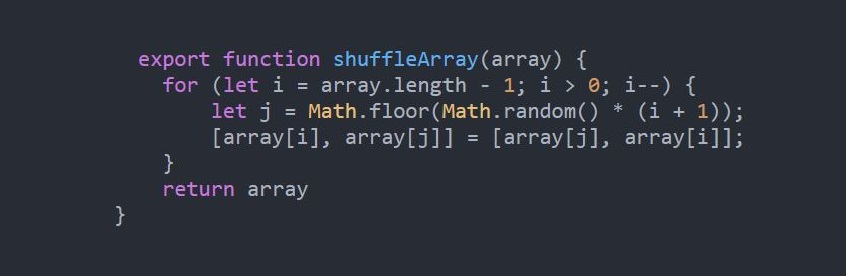 export function shuffleArray(array) {
for (let i = array.length - 1; i > 0; i--) {
let j = Math.floor(Math.random() * (i + 1));
[array[i], array[j]] = [array[j], array[i]];
}
return array
}